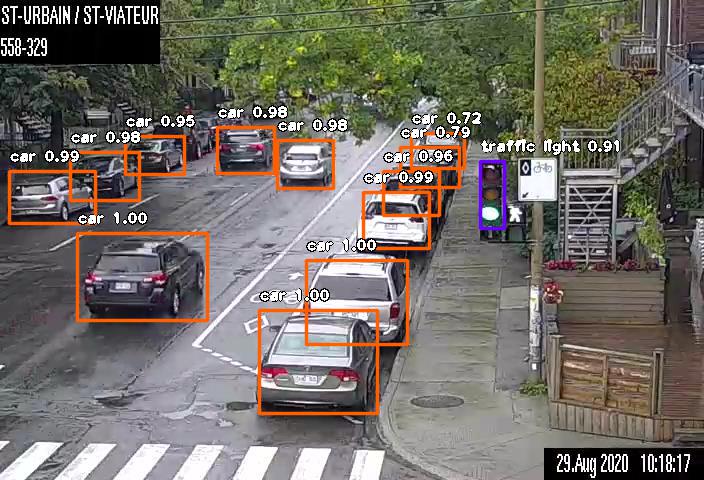 ST-URBAIN / ST-VIATEUR
558-329
car 0.72
car 0.95
car 0.98
car 0.98
car 0.79
car 0.98
traffic light 0.91
car 0.99
car 0.96
car 0.99
car 1.00
car 1.00
car 1.00
29.Aug 2020 10:18:17